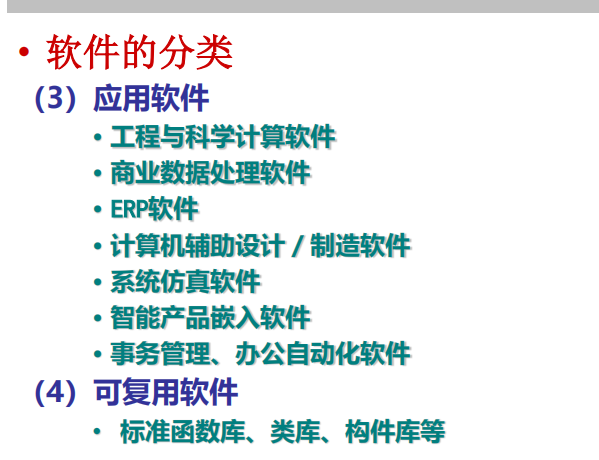 • 软件的分类
（3）应用软件
• 工程与科学计算软件
• 商业数据处理软件
• ERP软件
• 计算机辅助设计 / 制造软件
• 系统仿真软件
• 智能产品嵌入软件
• 事务管理、办公自动化软件
（4）可复用软件
• 标准函数库、类库、构件库等